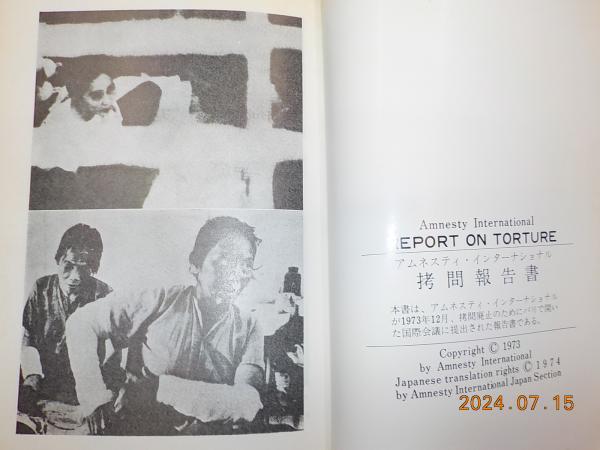 Amnesty International
REPORT ON TORTURE
アムネスティ・インターナショナル
拷問報告書
本書は、アムネスティ・インターナショナル
が1973年12月、拷問廃止のためにパリで開い
た国際会議に提出された報告書である。
Copyright © 1973
by Amnesty International
Japanese translation rights © 1974
by Amnesty International Japan Section
2024.07.15